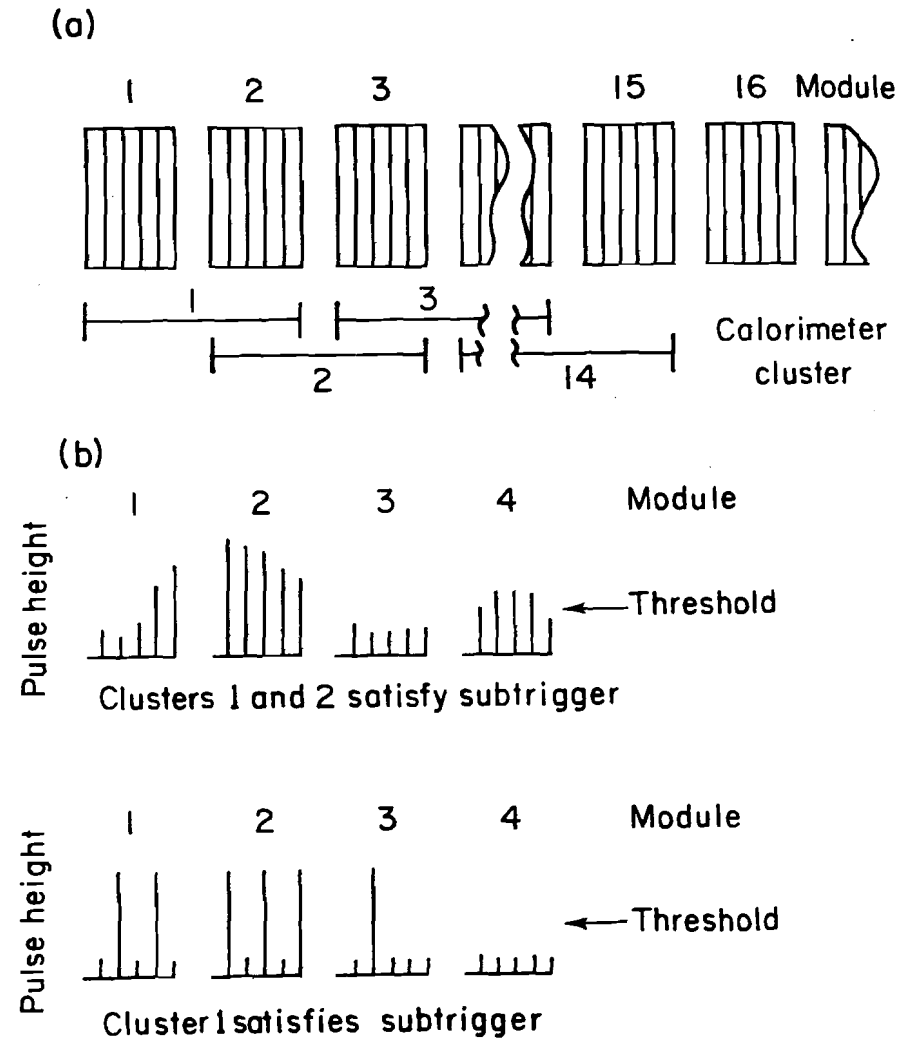 (a)
1 2 3 15 16 Module
1 3
Calorimeter
2 14 cluster
(b)
1 2 3 4 Module
Pulse height
Threshold
Clusters 1 and 2 satisfy subtrigger
1 2 3 4 Module
Pulse height
Threshold
Cluster 1 satisfies subtrigger